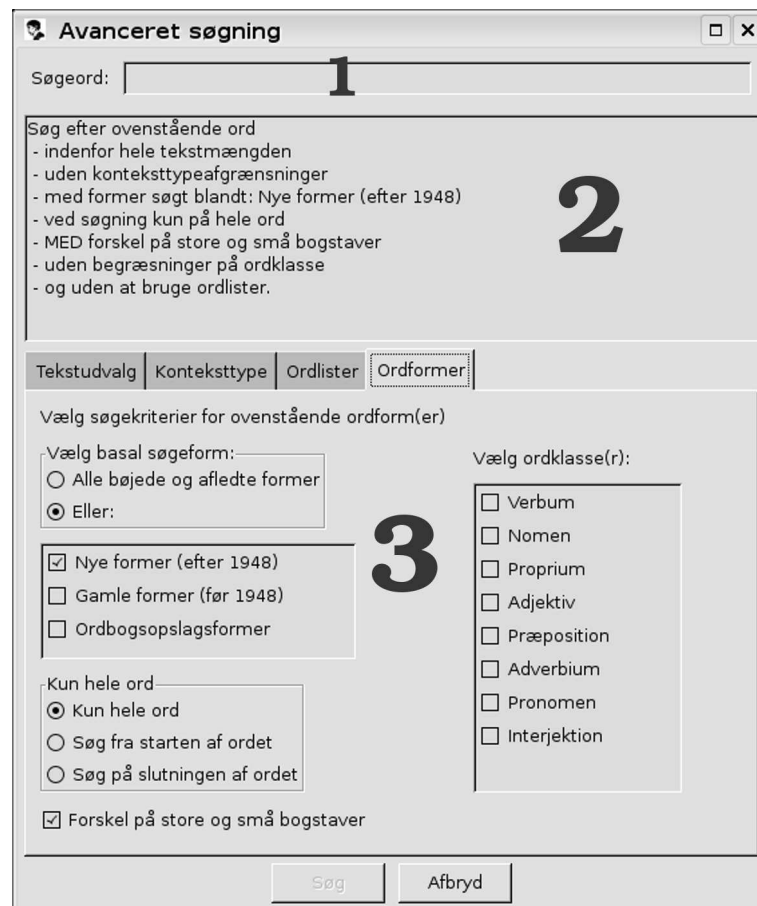 Avanceret søgning
Søgeord:
1
Søg efter ovenstående ord
- indenfor hele tekstmængden
- uden konteksttypeafgrænsninger
- med former søgt blandt: Nye former (efter 1948)
- ved søgning kun på hele ord
- MED forskel på store og små bogstaver
- uden begræsninger på ordklasse
- og uden at bruge ordlister.
2
Tekstudvalg Konteksttype Ordlister Ordformer
Vælg søgekriterier for ovenstående ordform(er)
Vælg basal søgeform:
Alle bøjede og afledte former
Eller:
Nye former (efter 1948)
Gamle former (før 1948)
Ordbogsopslagsformer
3
Kun hele ord
Kun hele ord
Søg fra starten af ordet
Søg på slutningen af ordet
Forskel på store og små bogstaver
Vælg ordklasse(r):
Verbum
Nomen
Proprium
Adjektiv
Præposition
Adverbium
Pronomen
Interjektion
Søg Afbryd